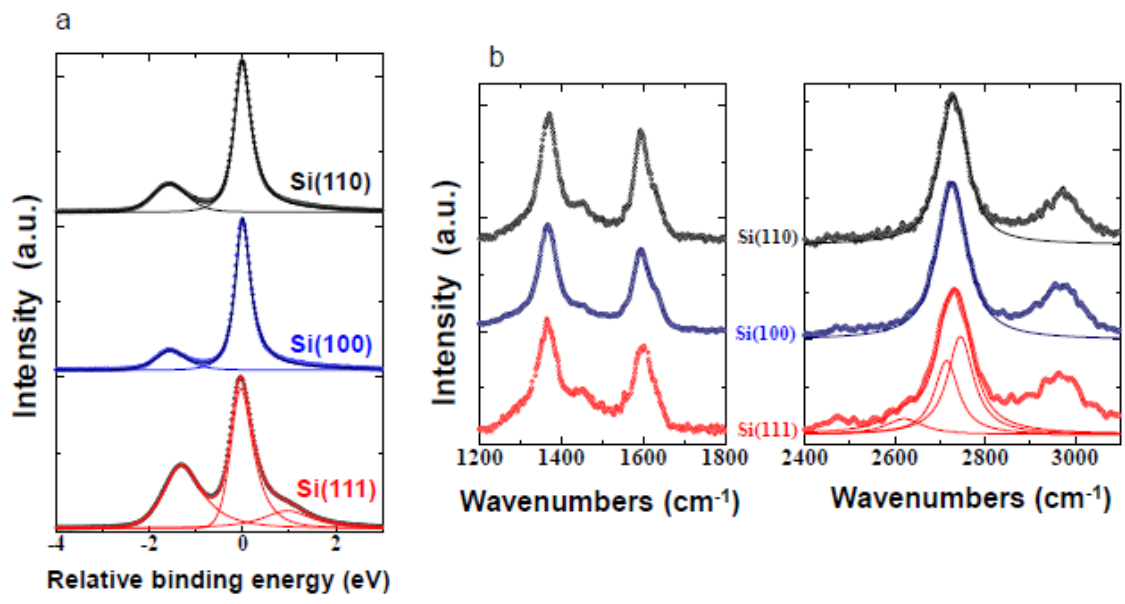 a
b
Intensity (a.u.)
Si(110)
Si(100)
Si(111)
-4
-2
0
2
Relative binding energy (eV)
Intensity (a.u.)
1200
1400
1600
1800
Wavenumbers (cm⁻¹)
Si(110)
Si(100)
Si(111)
2400
2600
2800
3000
Wavenumbers (cm⁻¹)